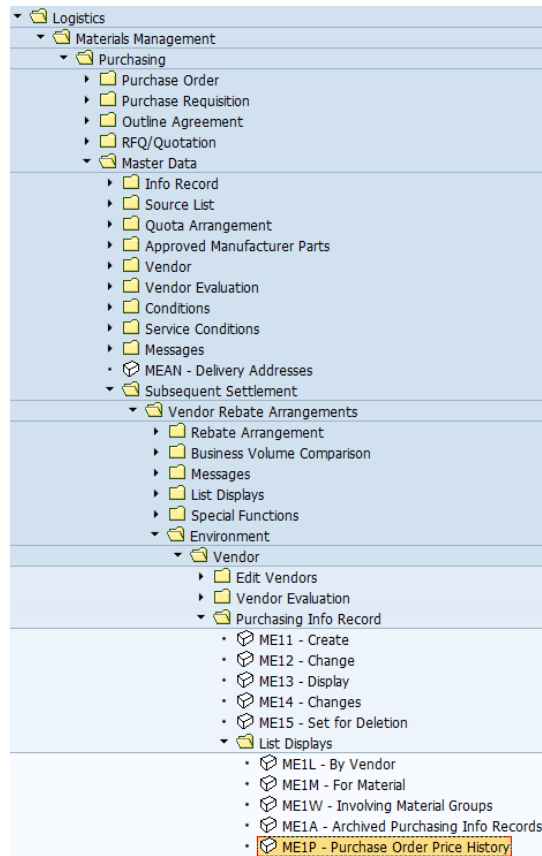 Logistics
Materials Management
Purchasing
Purchase Order
Purchase Requisition
Outline Agreement
RFQ/Quotation
Master Data
Info Record
Source List
Quota Arrangement
Approved Manufacturer Parts
Vendor
Vendor Evaluation
Conditions
Service Conditions
Messages
MEAN - Delivery Addresses
Subsequent Settlement
Vendor Rebate Arrangements
Rebate Arrangement
Business Volume Comparison
Messages
List Displays
Special Functions
Environment
Vendor
Edit Vendors
Vendor Evaluation
Purchasing Info Record
ME11 - Create
ME12 - Change
ME13 - Display
ME14 - Changes
ME15 - Set for Deletion
List Displays
ME1L - By Vendor
ME1M - For Material
ME1W - Involving Material Groups
ME1A - Archived Purchasing Info Records
ME1P - Purchase Order Price History